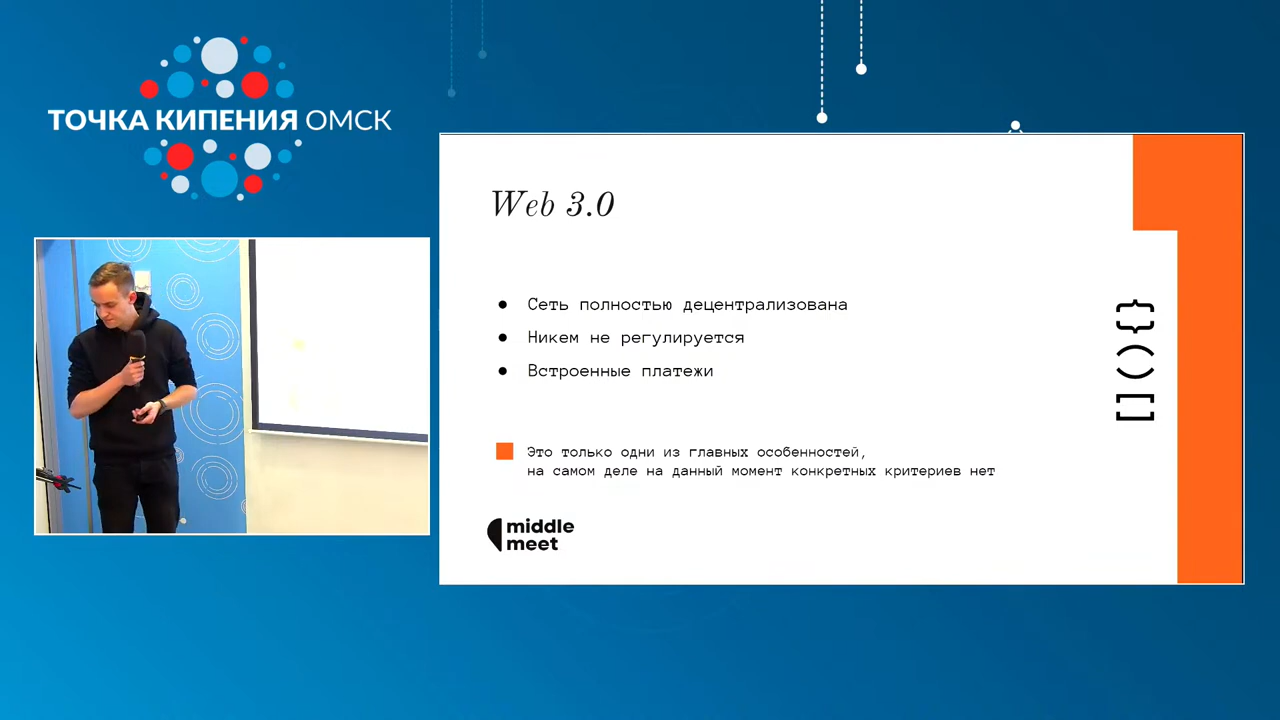 ТОЧКА КИПЕНИЯ ОМСК
Web 3.0
● Сеть полностью децентрализована
● Никем не регулируется
● Встроенные платежи
Это только одни из главных особенностей,
на самом деле на данный момент конкретных критериев нет
{}
()
[]
middle
meet